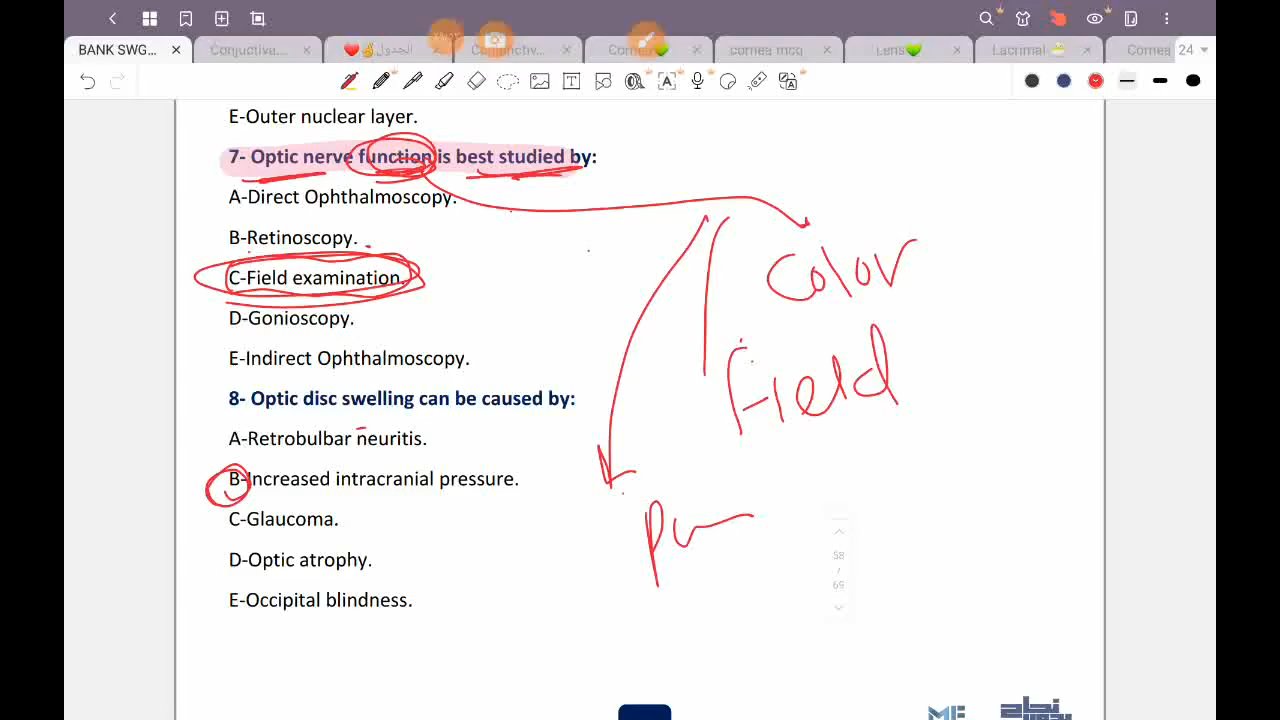 BANK SWG...
Conjuctive...
الجدول
Conjunctiv...
Cornea
cornea mcq
Lens
Lacrimal
Cornea
24
E-Outer nuclear layer.
7- Optic nerve function is best studied by:
A-Direct Ophthalmoscopy.
B-Retinoscopy.
Color
C-Field examination.
D-Gonioscopy.
E-Indirect Ophthalmoscopy.
Field
8- Optic disc swelling can be caused by:
A-Retrobulbar neuritis.
B-Increased intracranial pressure.
C-Glaucoma.
D-Optic atrophy.
E-Occipital blindness.
58
/
69